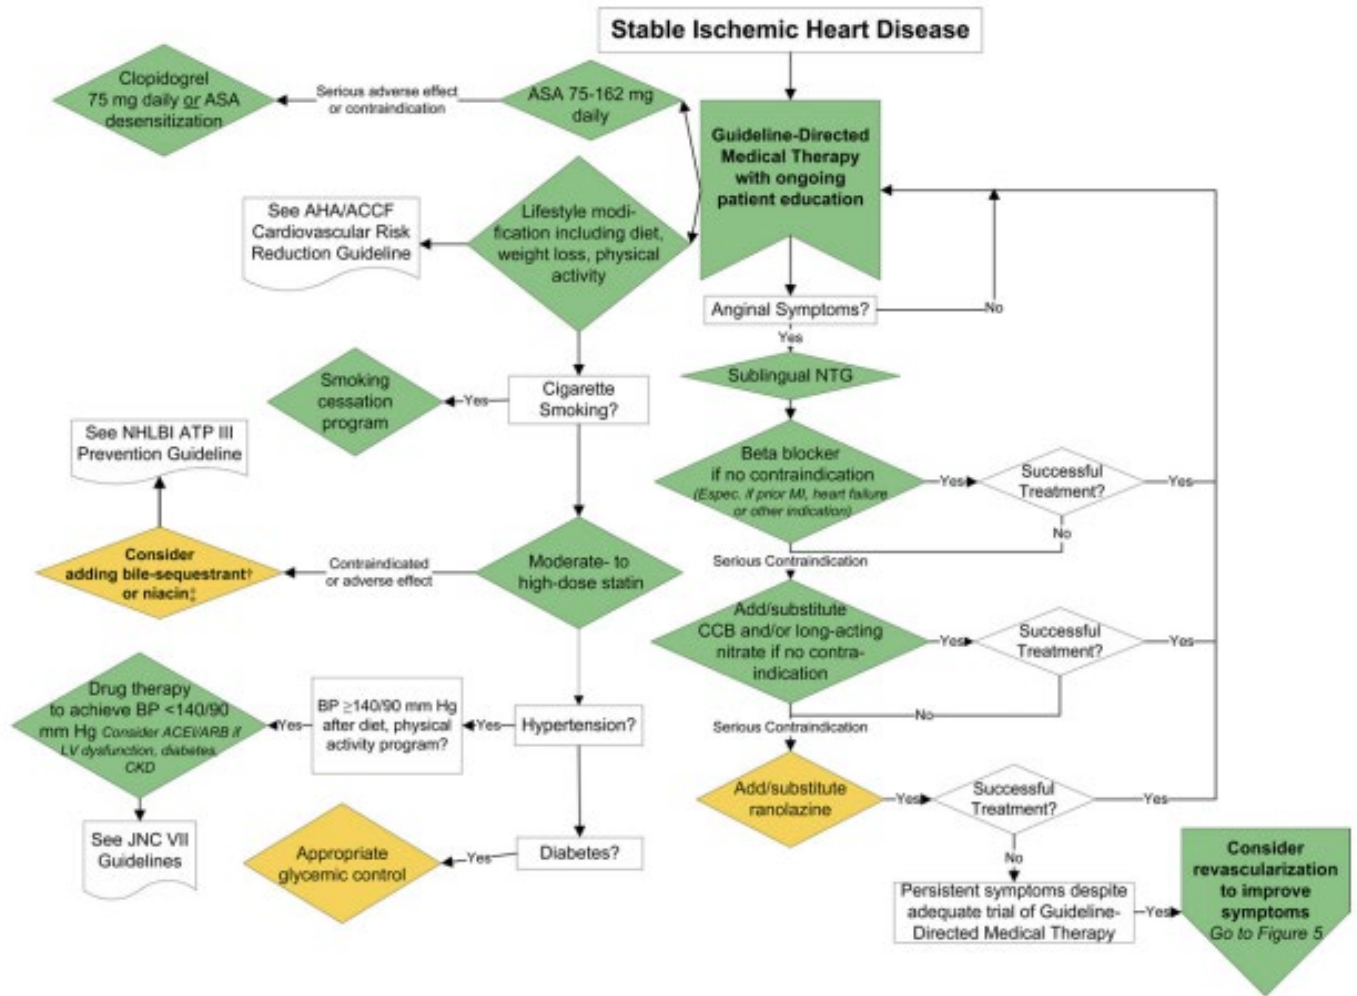 Stable Ischemic Heart Disease
Clopidogrel
75 mg daily or ASA
desensitization
Serious adverse effect
or contraindication
ASA 75-162 mg
daily
Guideline-Directed
Medical Therapy
with ongoing
patient education
See AHA/ACCF
Cardiovascular Risk
Reduction Guideline
Lifestyle modi-
fication including diet,
weight loss, physical
activity
Anginal Symptoms?
No
Yes
Sublingual NTG
Smoking
cessation
program
Yes
Cigarette
Smoking?
See NHLBI ATP III
Prevention Guideline
Beta blocker
if no contraindication
(Espec. if prior MI, heart failure
or other indication)
Yes
Successful
Treatment?
Yes
No
Serious Contraindication
Consider
adding bile-sequestrant†
or niacin‡
Contraindicated
or adverse effect
Moderate- to
high-dose statin
Add/substitute
CCB and/or long-acting
nitrate if no contra-
indication
Yes
Successful
Treatment?
Yes
No
Serious Contraindication
Drug therapy
to achieve BP <140/90
mm Hg Consider ACEI/ARB if
LV dysfunction, diabetes,
CKD
Yes
BP ≥140/90 mm Hg
after diet, physical
activity program?
Yes
Hypertension?
See JNC VII
Guidelines
Appropriate
glycemic control
Yes
Diabetes?
Add/substitute
ranolazine
Yes
Successful
Treatment?
Yes
No
Persistent symptoms despite
adequate trial of Guideline-
Directed Medical Therapy
Yes
Consider
revascularization
to improve
symptoms
Go to Figure 5